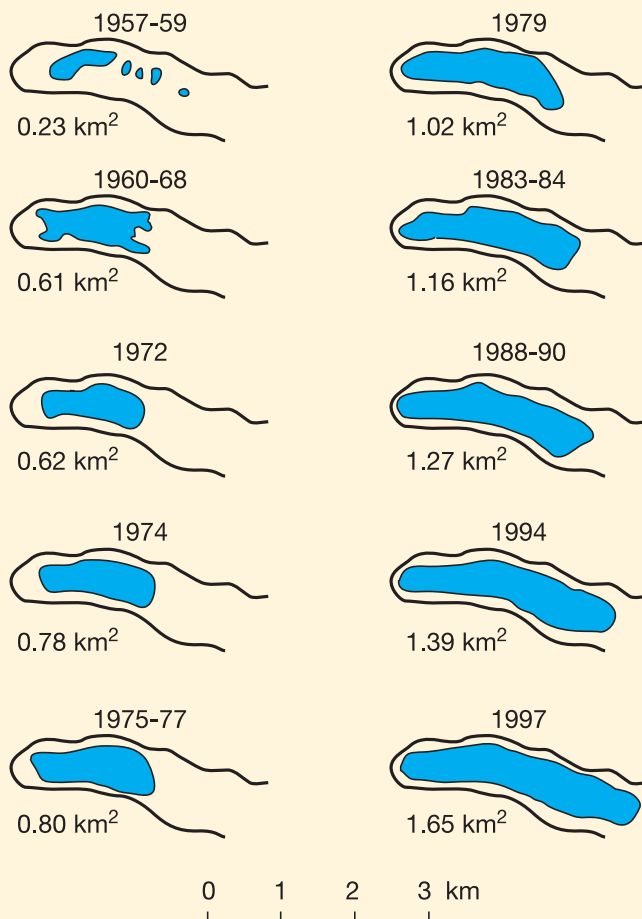 1957-59
0.23 km²
1960-68
0.61 km²
1972
0.62 km²
1974
0.78 km²
1975-77
0.80 km²
1979
1.02 km²
1983-84
1.16 km²
1988-90
1.27 km²
1994
1.39 km²
1997
1.65 km²
0 1 2 3 km